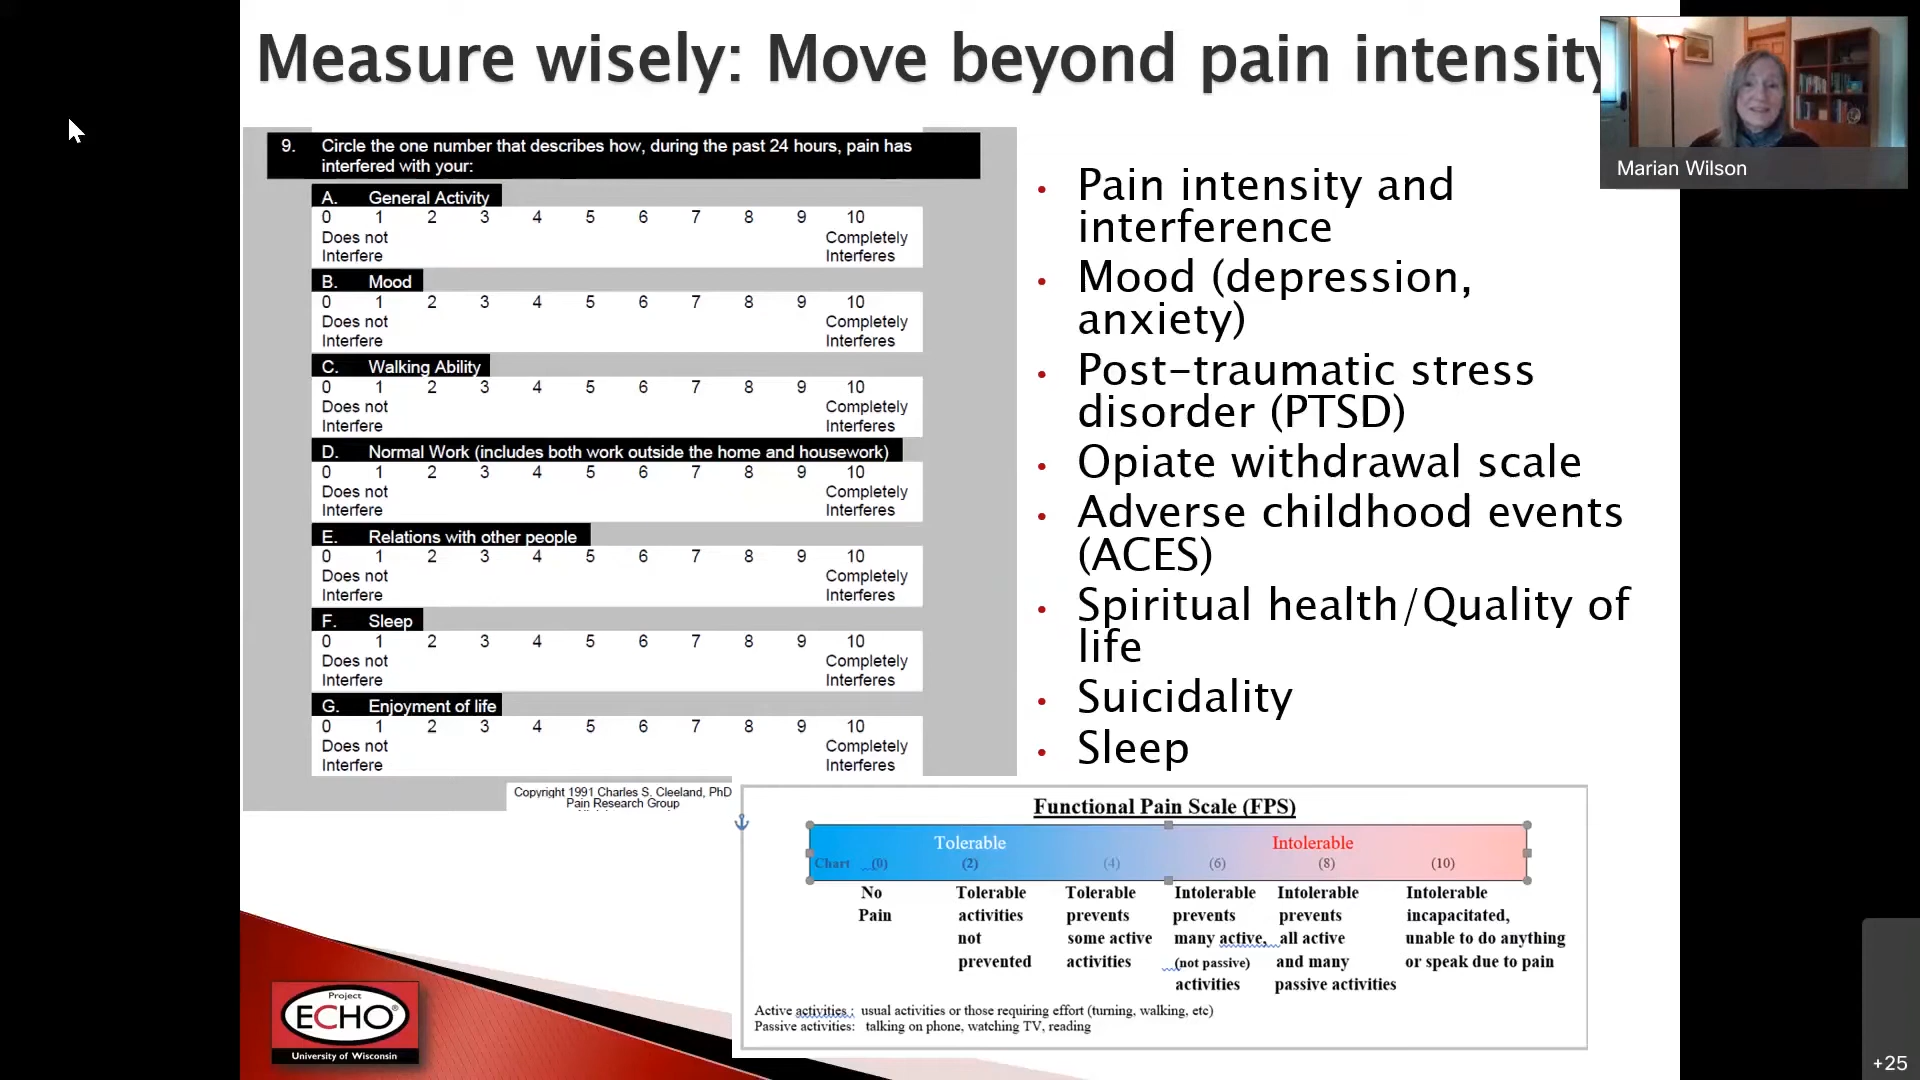 Measure wisely: Move beyond pain intensity
Marian Wilson
9. Circle the one number that describes how, during the past 24 hours, pain has
interfered with your:
A. General Activity
0 1 2 3 4 5 6 7 8 9 10
Does not Completely
Interfere Interferes
B. Mood
0 1 2 3 4 5 6 7 8 9 10
Does not Completely
Interfere Interferes
C. Walking Ability
0 1 2 3 4 5 6 7 8 9 10
Does not Completely
Interfere Interferes
D. Normal Work (includes both work outside the home and housework)
0 1 2 3 4 5 6 7 8 9 10
Does not Completely
Interfere Interferes
E. Relations with other people
0 1 2 3 4 5 6 7 8 9 10
Does not Completely
Interfere Interferes
F. Sleep
0 1 2 3 4 5 6 7 8 9 10
Does not Completely
Interfere Interferes
G. Enjoyment of life
0 1 2 3 4 5 6 7 8 9 10
Does not Completely
Interfere Interferes
Copyright 1991 Charles S. Cleeland, PhD
Pain Research Group
• Pain intensity and
interference
• Mood (depression,
anxiety)
• Post-traumatic stress
disorder (PTSD)
• Opiate withdrawal scale
• Adverse childhood events
(ACES)
• Spiritual health/Quality of
life
• Suicidality
• Sleep
Functional Pain Scale (FPS)
Tolerable Intolerable
Chart (0) (2) (4) (6) (8) (10)
No Tolerable Tolerable Intolerable Intolerable Intolerable
Pain activities prevents prevents prevents incapacitated,
not some active many active, all active unable to do anything
prevented activities (not passive) and many or speak due to pain
activities passive activities
Active activities : usual activities or those requiring effort (turning, walking, etc)
Passive activities: talking on phone, watching TV, reading
Project
ECHO®
University of Wisconsin
+25